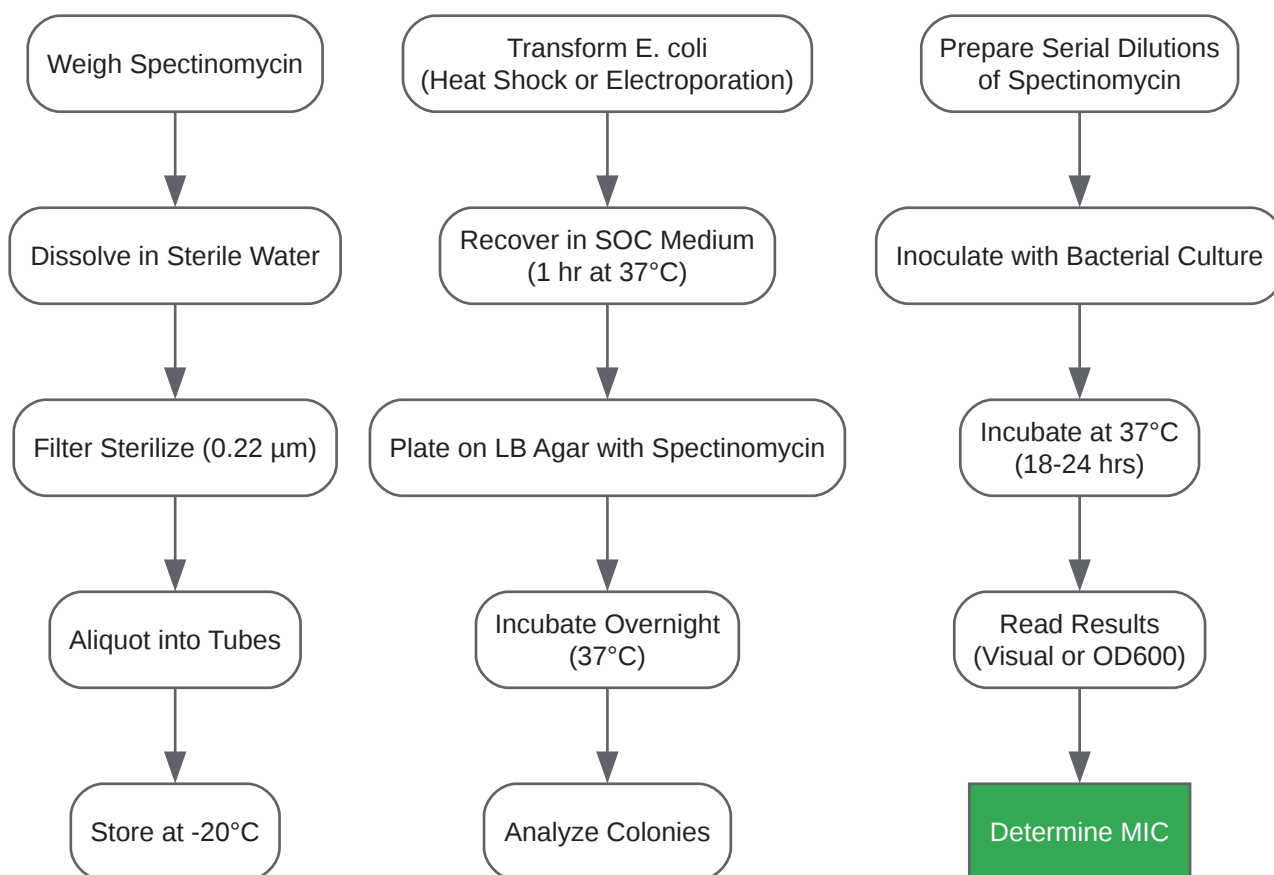 Weigh Spectinomycin
Dissolve in Sterile Water
Filter Sterilize (0.22 µm)
Aliquot into Tubes
Store at -20°C
Transform E. coli
(Heat Shock or Electroporation)
Recover in SOC Medium
(1 hr at 37°C)
Plate on LB Agar with Spectinomycin
Incubate Overnight
(37°C)
Analyze Colonies
Prepare Serial Dilutions
of Spectinomycin
Inoculate with Bacterial Culture
Incubate at 37°C
(18-24 hrs)
Read Results
(Visual or OD600)
Determine MIC